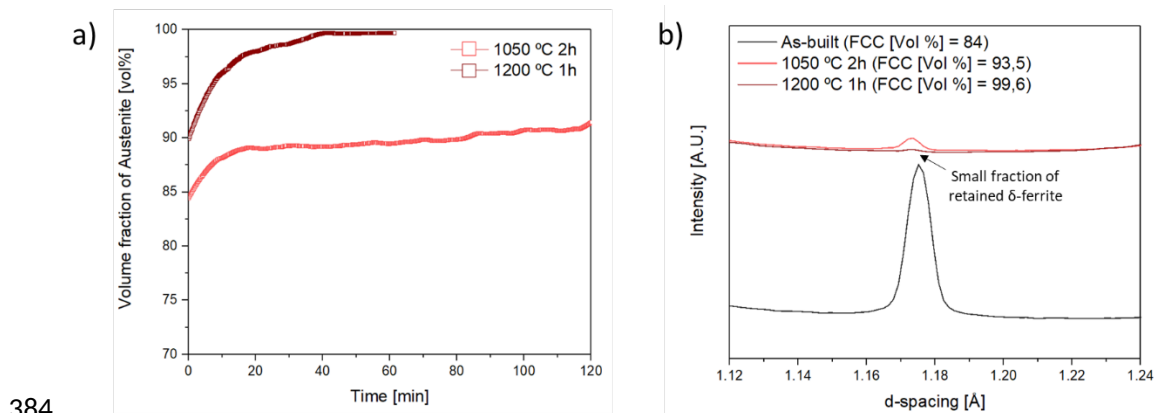 a)
Volume fraction of Austenite [vol%]
100
95
90
85
80
75
70
1050 ºC 2h
1200 ºC 1h
0
20
40
60
80
100
120
Time [min]
b)
Intensity [A.U.]
As-built (FCC [Vol %] = 84)
1050 ºC 2h (FCC [Vol %] = 93,5)
1200 ºC 1h (FCC [Vol %] = 99,6)
Small fraction of
retained δ-ferrite
1.12
1.14
1.16
1.18
1.20
1.22
1.24
d-spacing [Å]
384